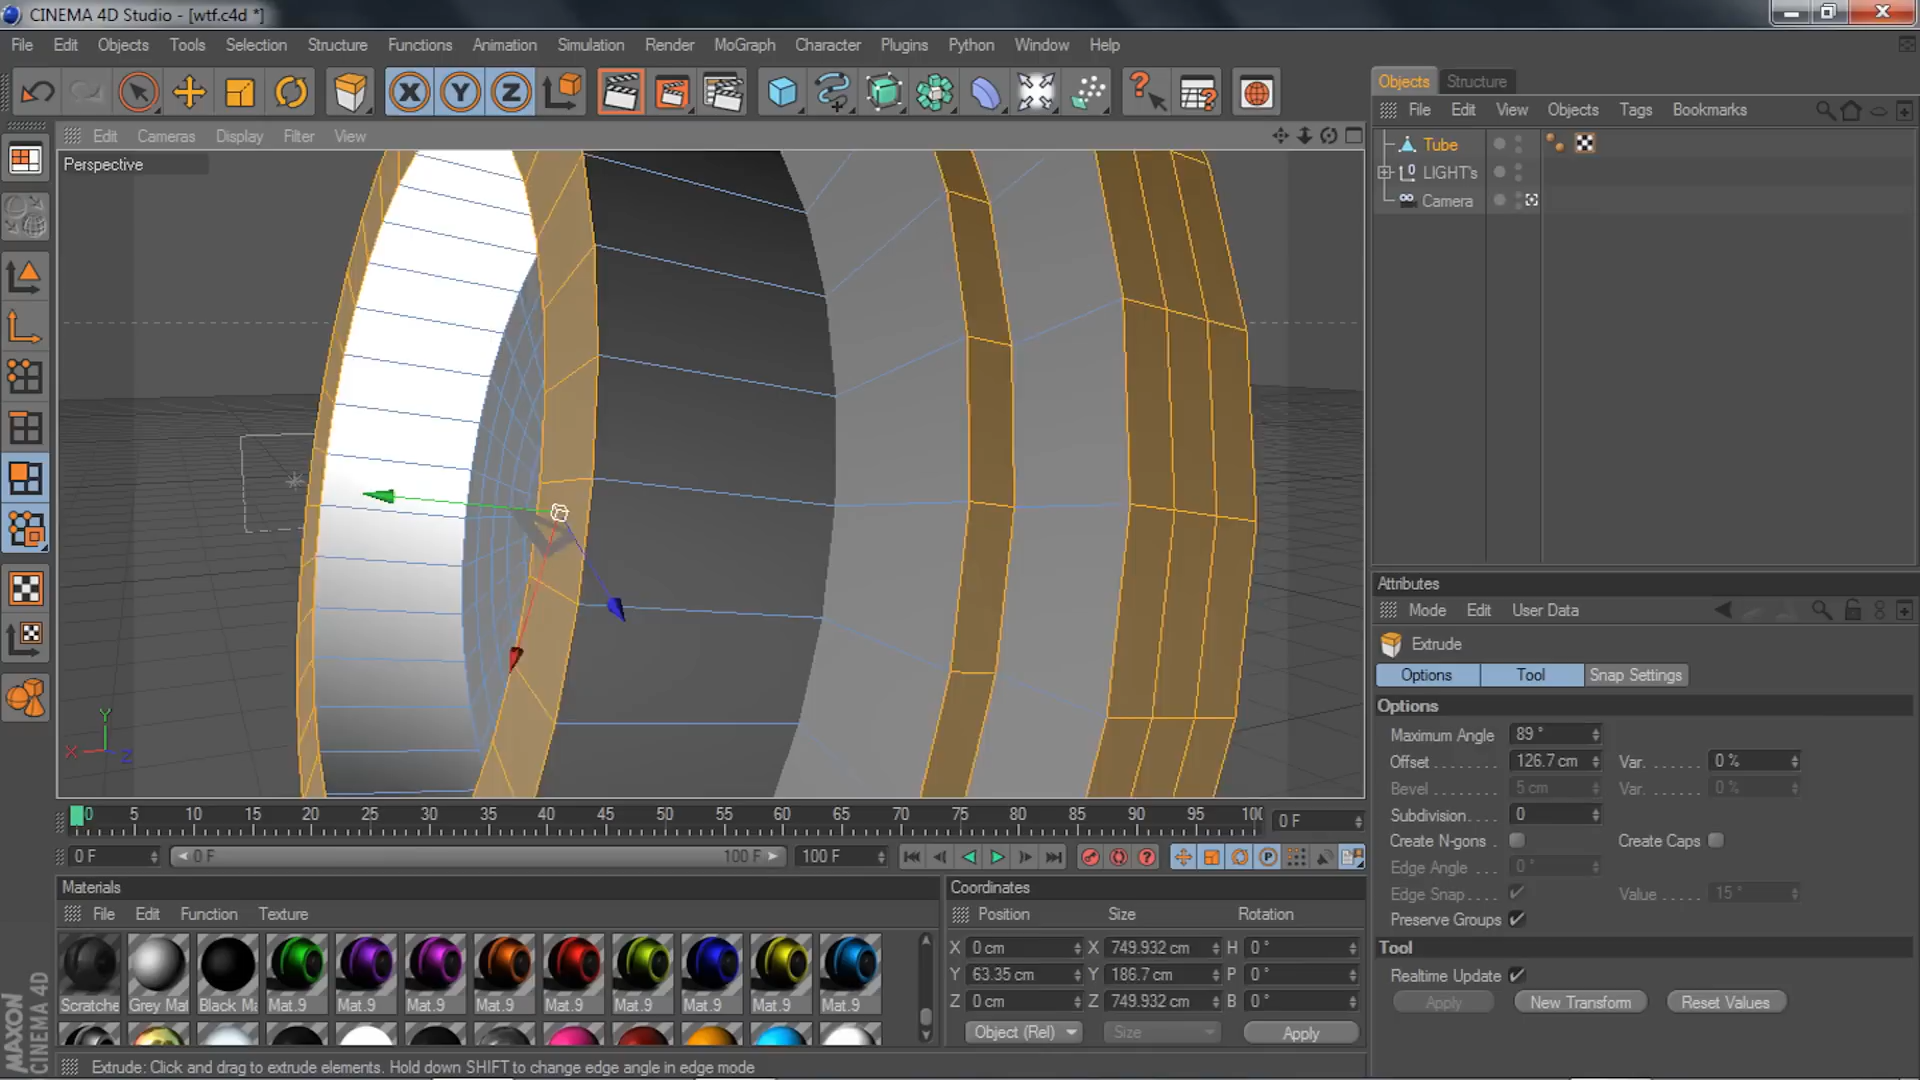 CINEMA 4D Studio - [wtf.c4d *]
File Edit Objects Tools Selection Structure Functions Animation Simulation Render MoGraph Character Plugins Python Window Help
X Y Z
Objects Structure
File Edit View Objects Tags Bookmarks
Edit Cameras Display Filter View
Perspective
Tube
LIGHT's
Camera
Attributes
Mode Edit User Data
Extrude
Options Tool Snap Settings
Options
Maximum Angle 89 °
Offset 126.7 cm Var. 0 %
Bevel 5 cm Var. 0 %
Subdivision 0
Create N-gons Create Caps
Edge Angle 0 °
Edge Snap Value 15 °
Preserve Groups
Tool
Realtime Update
Apply New Transform Reset Values
Y
X Z
0 5 10 15 20 25 30 35 40 45 50 55 60 65 70 75 80 85 90 95 100 0 F
0 F 0 F 100 F 100 F
Materials
File Edit Function Texture
Scratche Grey Mat Black Ma Mat.9 Mat.9 Mat.9 Mat.9 Mat.9 Mat.9 Mat.9 Mat.9 Mat.9
Coordinates
Position Size Rotation
X 0 cm X 749.932 cm H 0 °
Y 63.35 cm Y 186.7 cm P 0 °
Z 0 cm Z 749.932 cm B 0 °
Object (Rel) Size Apply
MAXON
CINEMA 4D
Extrude: Click and drag to extrude elements. Hold down SHIFT to change edge angle in edge mode